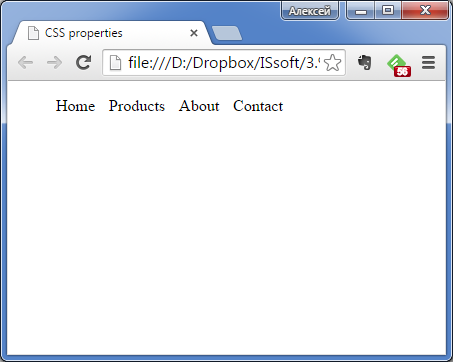 Алексей
CSS properties
file:///D:/Dropbox/ISsoft/3.
56
Home Products About Contact